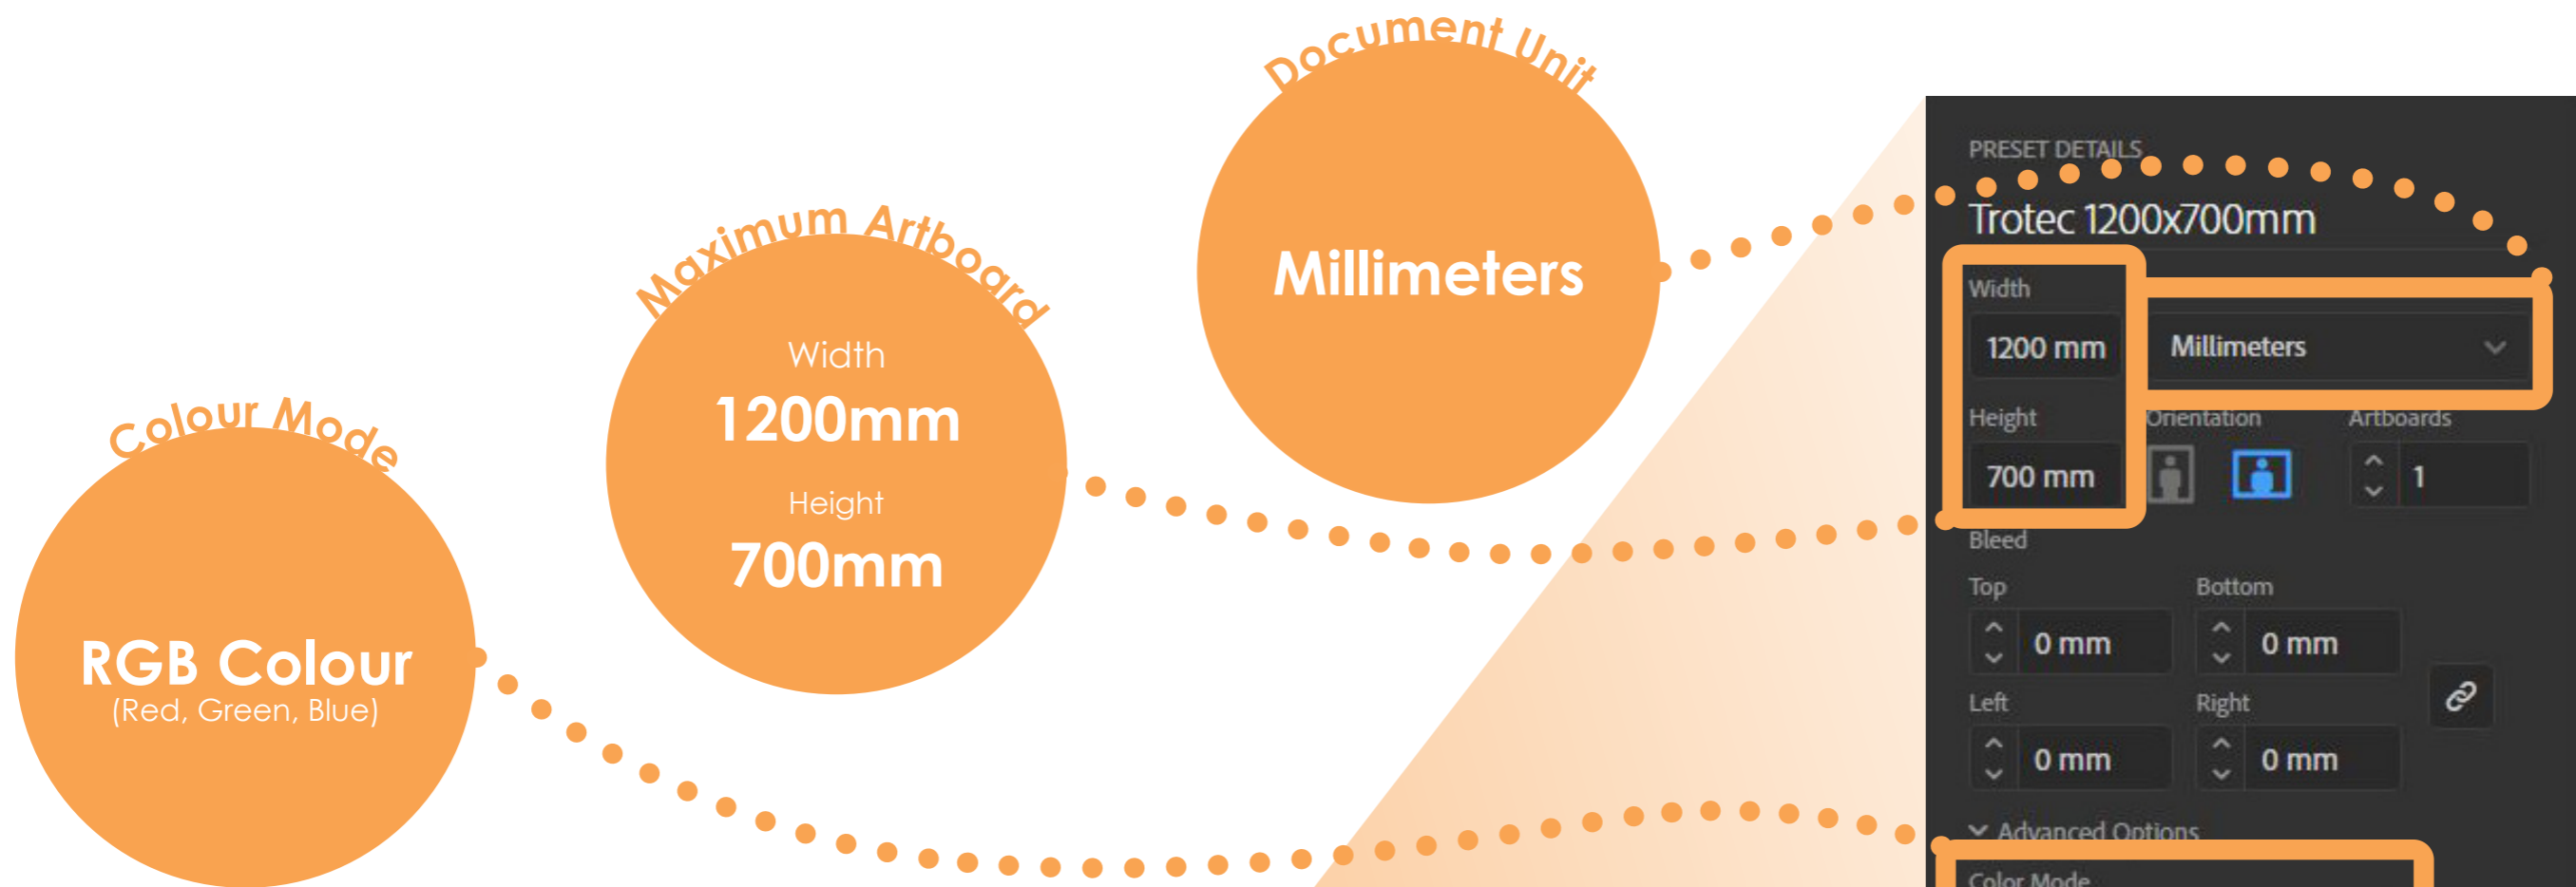 Document Unit
Millimeters
Maximum Artboard
Width
1200mm
Height
700mm
Colour Mode
RGB Colour
(Red, Green, Blue)
PRESET DETAILS
Trotec 1200x700mm
Width
1200 mm
Millimeters
Height
Orientation
Artboards
700 mm
1
Bleed
Top
Bottom
0 mm
0 mm
Left
Right
0 mm
0 mm
Advanced Options
Color Mode